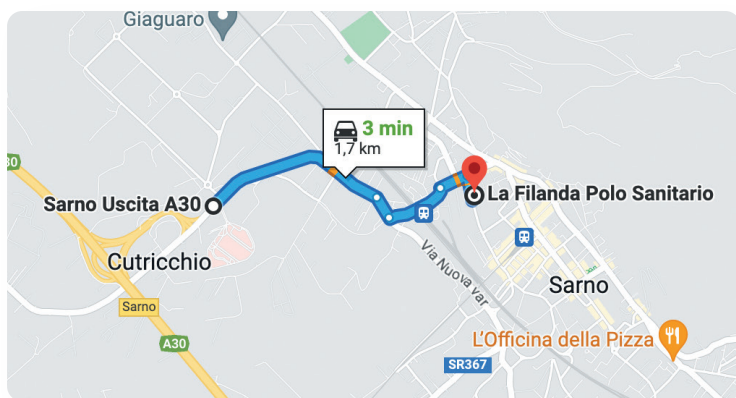 Giaguaro
3 min
1,7 km
30
Sarno Uscita A30
La Filanda Polo Sanitario
Cutricchio
Via Nuova var
Sarno
Sarno
A30
L'Officina della Pizza
SR367